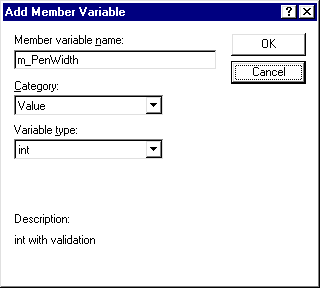 Add Member Variable
Member variable name:
m_PenWidth
OK
Cancel
Category:
Value
Variable type:
int
Description:
int with validation